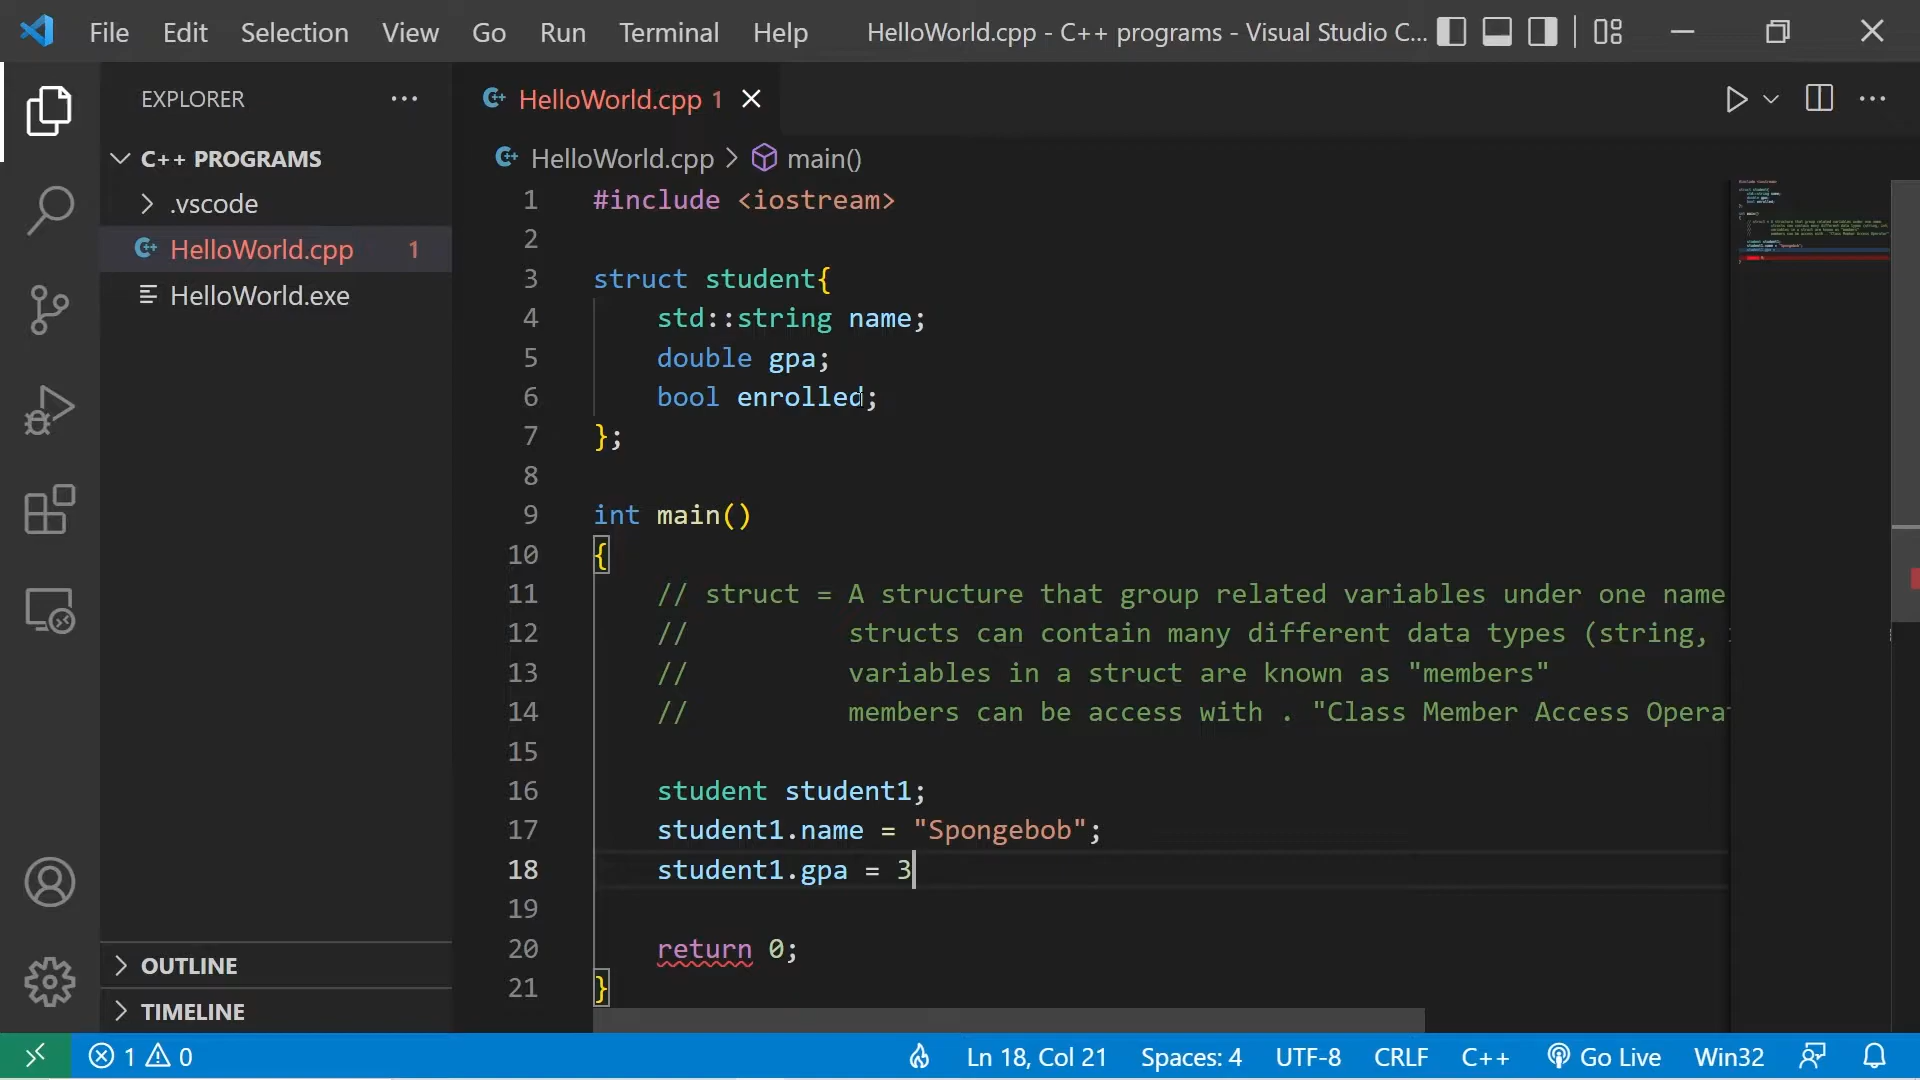 File Edit Selection View Go Run Terminal Help HelloWorld.cpp - C++ programs - Visual Studio C...
EXPLORER
C++ PROGRAMS
.vscode
HelloWorld.cpp 1
HelloWorld.exe
OUTLINE
TIMELINE
HelloWorld.cpp 1
HelloWorld.cpp > main()
1 #include <iostream>
2
3 struct student{
4 std::string name;
5 double gpa;
6 bool enrolled;
7 };
8
9 int main()
10 {
11 // struct = A structure that group related variables under one name
12 // structs can contain many different data types (string,
13 // variables in a struct are known as "members"
14 // members can be access with . "Class Member Access Opera
15
16 student student1;
17 student1.name = "Spongebob";
18 student1.gpa = 3
19
20 return 0;
21 }
1 0 Ln 18, Col 21 Spaces: 4 UTF-8 CRLF C++ Go Live Win32